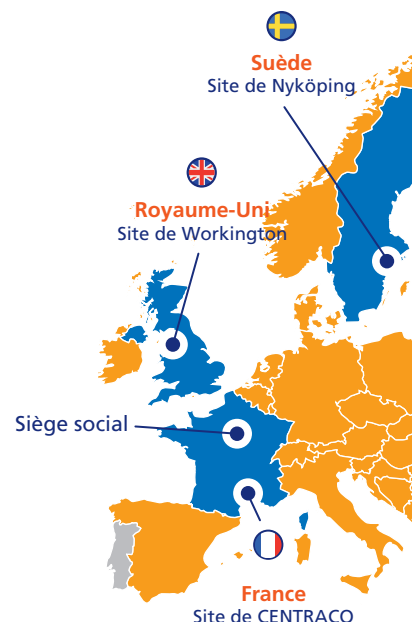 Suède
Site de Nyköping
Royaume-Uni
Site de Workington
Siège social
France
Site de CENTRACO